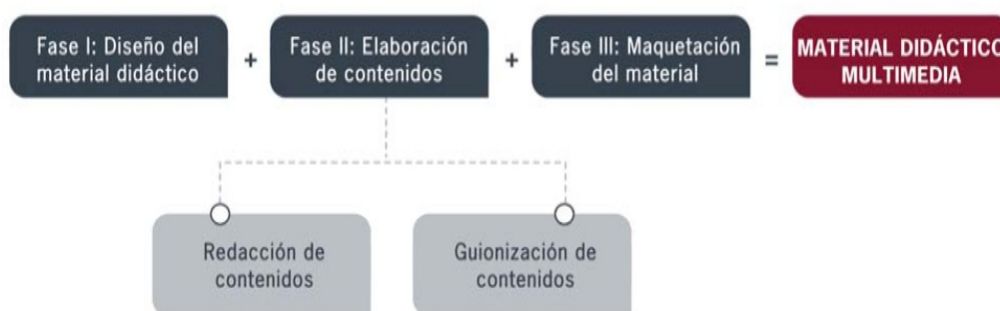 Fase I: Diseño del
material didáctico
+
Fase II: Elaboración
de contenidos
+
Fase III: Maquetación
del material
=
MATERIAL DIDÁCTICO
MULTIMEDIA
Redacción de
contenidos
Guionización de
contenidos